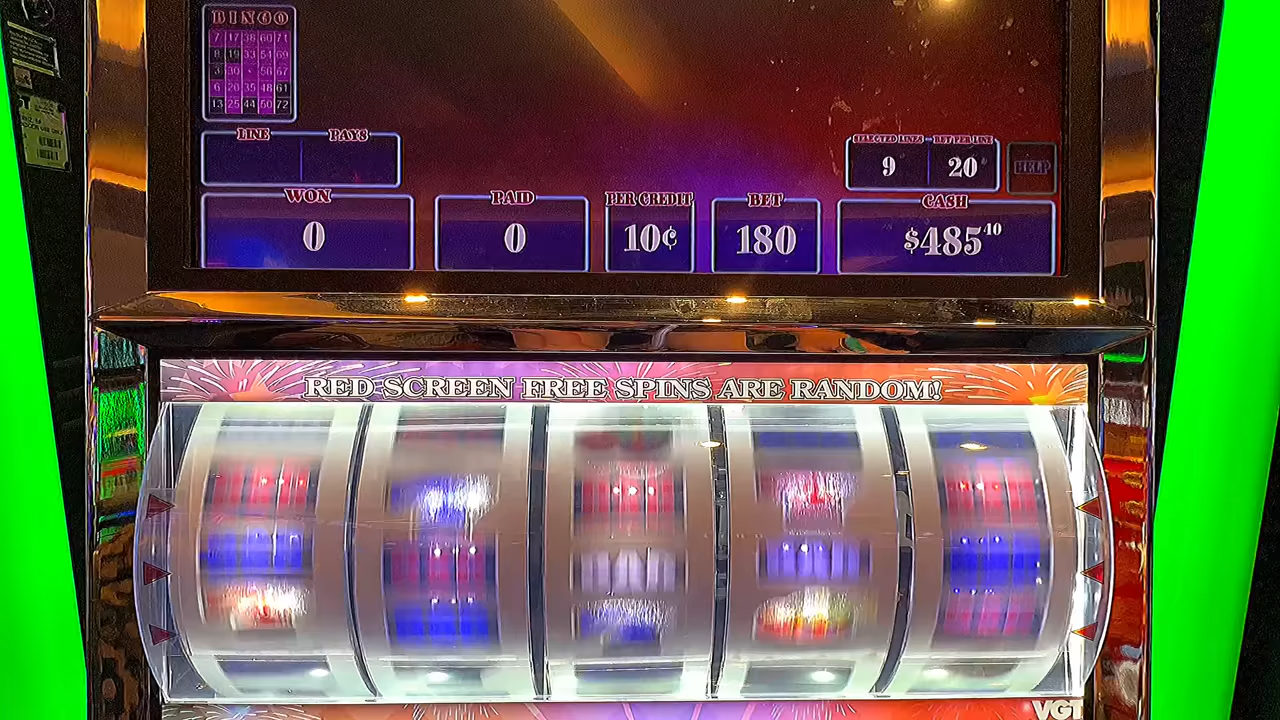 BINGO
7 17 38 60 71
8 19 33 54 69
3 30 56 67
6 20 35 48 61
13 25 44 50 72
LINE PAYS
SELECTED LINES BET PER LINE
9 20
HELP
WON PAID PER CREDIT BET CASH
0 0 10¢ 180 $485 40
RED SCREEN FREE SPINS ARE RANDOM!
VGT